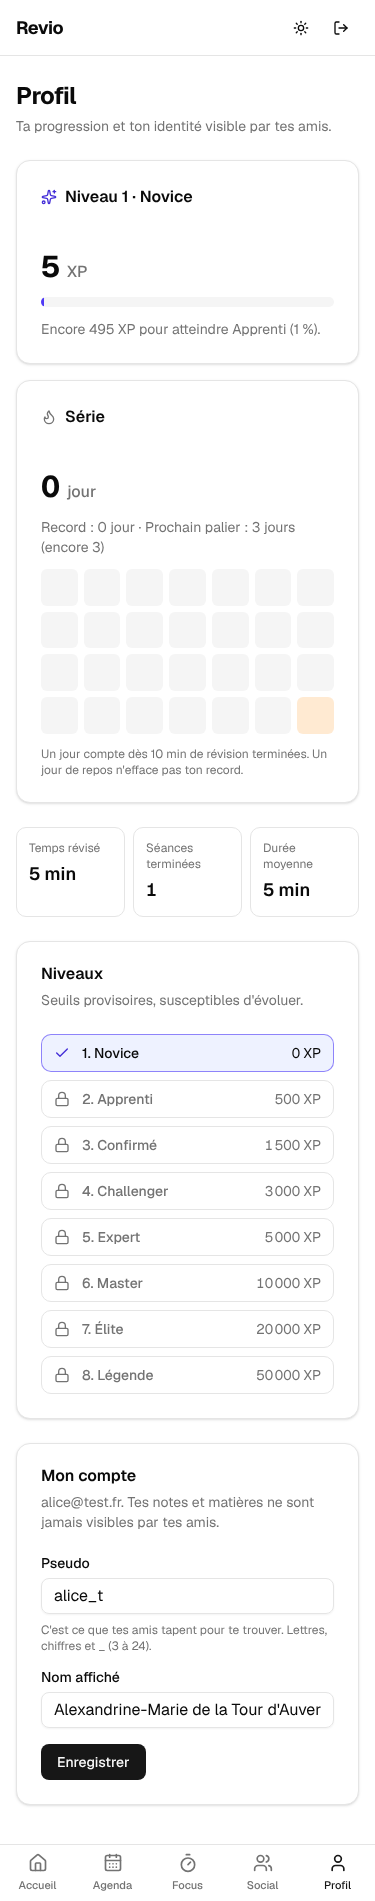 Revio
Profil
Ta progression et ton identité visible par tes amis.
Niveau 1 · Novice
5 XP
Encore 495 XP pour atteindre Apprenti (1 %).
Série
0 jour
Record : 0 jour · Prochain palier : 3 jours
(encore 3)
Un jour compte dès 10 min de révision terminées. Un
jour de repos n'efface pas ton record.
Temps révisé
5 min
Séances
terminées
1
Durée
moyenne
5 min
Niveaux
Seuils provisoires, susceptibles d'évoluer.
1. Novice 0 XP
2. Apprenti 500 XP
3. Confirmé 1 500 XP
4. Challenger 3 000 XP
5. Expert 5 000 XP
6. Master 10 000 XP
7. Élite 20 000 XP
8. Légende 50 000 XP
Mon compte
alice@test.fr. Tes notes et matières ne sont
jamais visibles par tes amis.
Pseudo
alice_t
C'est ce que tes amis tapent pour te trouver. Lettres,
chiffres et _ (3 à 24).
Nom affiché
Alexandrine-Marie de la Tour d'Auver
Enregistrer
Accueil Agenda Focus Social Profil